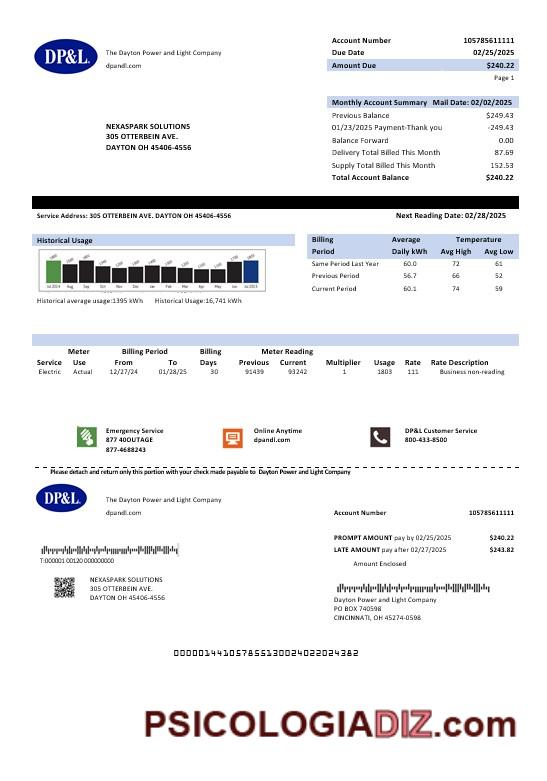 DP&L.
The Dayton Power and Light Company
dpandl.com
Account Number 105785611111
Due Date 02/25/2025
Amount Due $240.22
Page 1
Monthly Account Summary Mail Date: 02/02/2025
Previous Balance $249.43
01/23/2025 Payment-Thank you -249.43
Balance Forward 0.00
Delivery Total Billed This Month 87.69
Supply Total Billed This Month 152.53
Total Account Balance $240.22
NEXASPARK SOLUTIONS
305 OTTERBEIN AVE.
DAYTON OH 45406-4556
Service Address: 305 OTTERBEIN AVE. DAYTON OH 45406-4556
Next Reading Date: 02/28/2025
Historical Usage
Jul 2014 Aug Sep Oct Nov Dec Jan Feb Mar Apr May Jun Jul 2015
Historical average usage:1395 kWh Historical Usage:16,741 kWh
Billing Average Temperature
Period Daily kWh Avg High Avg Low
Same Period Last Year 60.0 72 61
Previous Period 56.7 66 52
Current Period 60.1 74 59
Meter Billing Period Billing Meter Reading
Service Use From To Days Previous Current Multiplier Usage Rate Rate Description
Electric Actual 12/27/24 01/28/25 30 91439 93242 1 1803 111 Business non-reading
Emergency Service
877 40OUTAGE
877-4688243
Online Anytime
dpandl.com
DP&L Customer Service
800-433-8500
Please detach and return only this portion with your check made payable to Dayton Power and Light Company
DP&L.
The Dayton Power and Light Company
dpandl.com
Account Number 105785611111
PROMPT AMOUNT pay by 02/25/2025 $240.22
LATE AMOUNT pay after 02/27/2025 $243.82
Amount Enclosed
T:000001 00120 000000000
NEXASPARK SOLUTIONS
305 OTTERBEIN AVE.
DAYTON OH 45406-4556
Dayton Power and Light Company
PO BOX 740598
CINCINNATI, OH 45274-0598
000001441057855130024022024382
PSICOLOGIADIZ.com